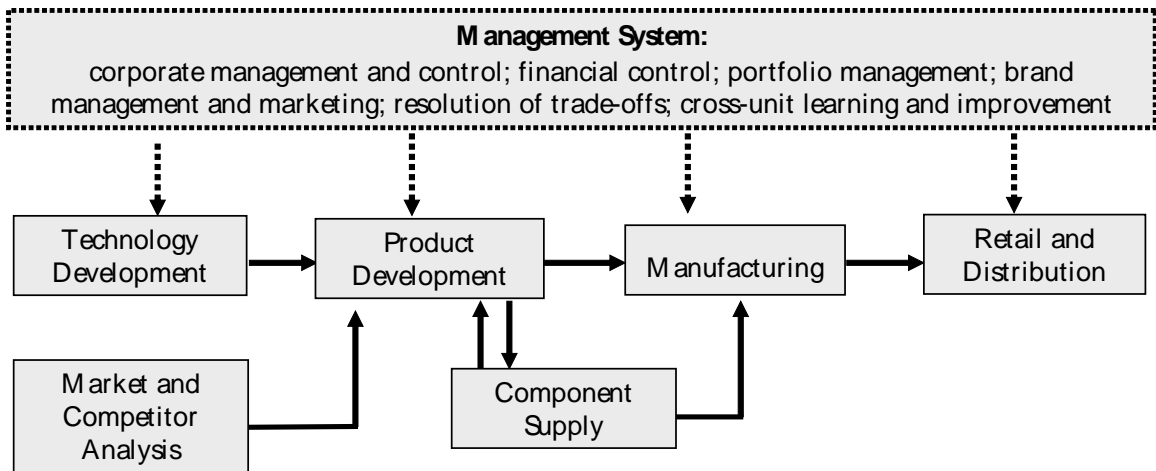 Management System:
corporate management and control; financial control; portfolio management; brand
management and marketing; resolution of trade-offs; cross-unit learning and improvement
Technology
Development
Product
Development
Manufacturing
Retail and
Distribution
Market and
Competitor
Analysis
Component
Supply